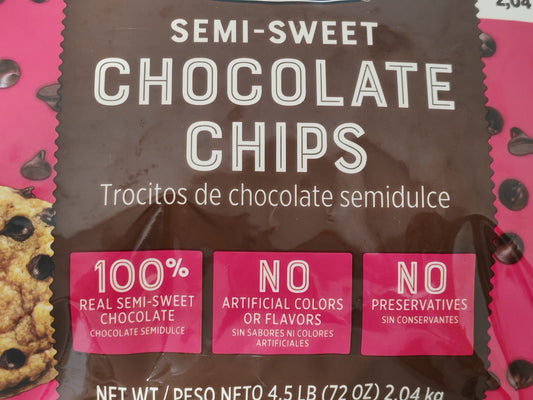 2,04
SEMI-SWEET
CHOCOLATE
CHIPS
Trocitos de chocolate semidulce
100%
REAL SEMI-SWEET
CHOCOLATE
CHOCOLATE SEMIDULCE
NO
ARTIFICIAL COLORS
OR FLAVORS
SIN SABORES NI COLORES
ARTIFICIALES
NO
PRESERVATIVES
SIN CONSERVANTES
NET WT / PESO NETO 4.5 LB (72 OZ) 2.04 kg